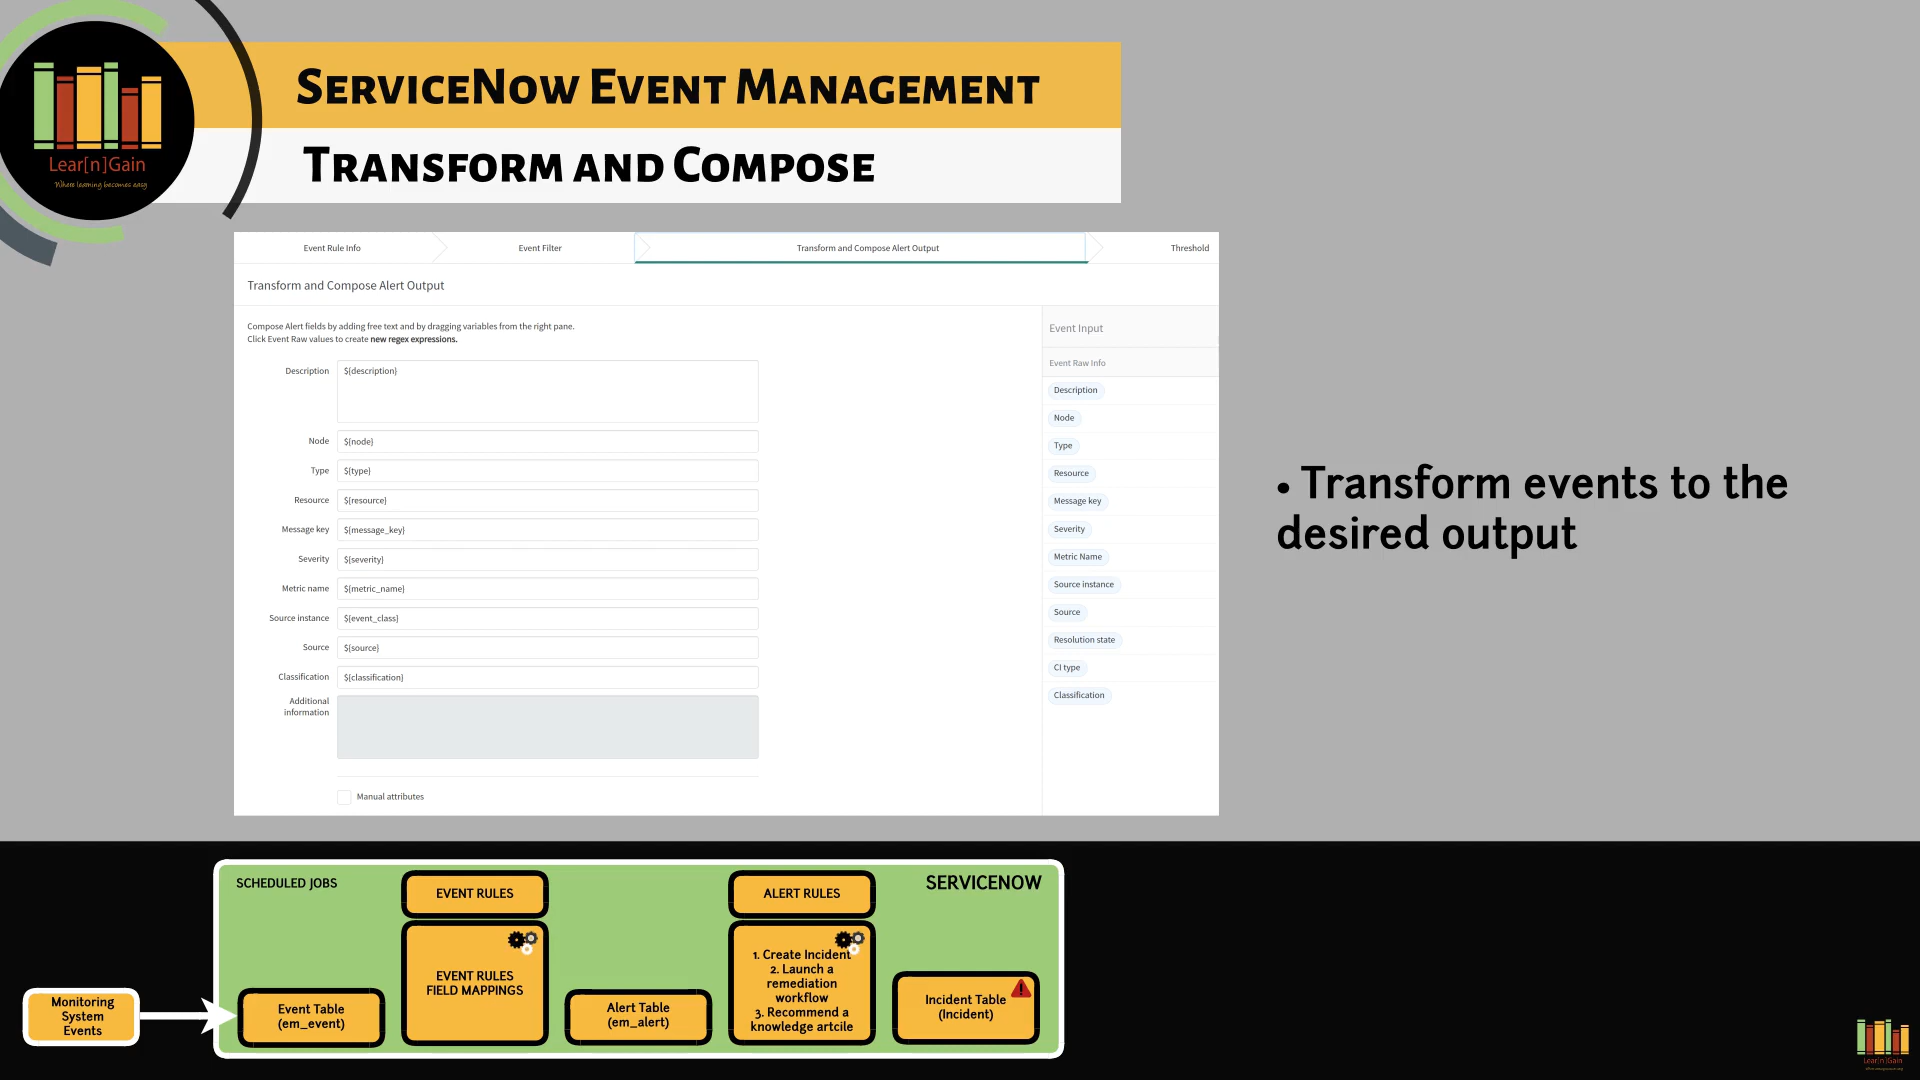 ServiceNow Event Management
Transform and Compose
Lear[n]Gain
Where learning becomes easy
Event Rule Info
Event Filter
Transform and Compose Alert Output
Threshold
Transform and Compose Alert Output
Compose Alert fields by adding free text and by dragging variables from the right pane.
Click Event Raw values to create new regex expressions.
Description
${description}
Node
${node}
Type
${type}
Resource
${resource}
Message key
${message_key}
Severity
${severity}
Metric name
${metric_name}
Source instance
${event_class}
Source
${source}
Classification
${classification}
Additional
information
Manual attributes
Event Input
Event Raw Info
Description
Node
Type
Resource
Message key
Severity
Metric Name
Source instance
Source
Resolution state
CI type
Classification
• Transform events to the
desired output
SCHEDULED JOBS
SERVICENOW
Monitoring
System
Events
Event Table
(em_event)
EVENT RULES
EVENT RULES
FIELD MAPPINGS
Alert Table
(em_alert)
ALERT RULES
1. Create Incident
2. Launch a
remediation
workflow
3. Recommend a
knowledge artcile
Incident Table
(Incident)
Lear[n]Gain